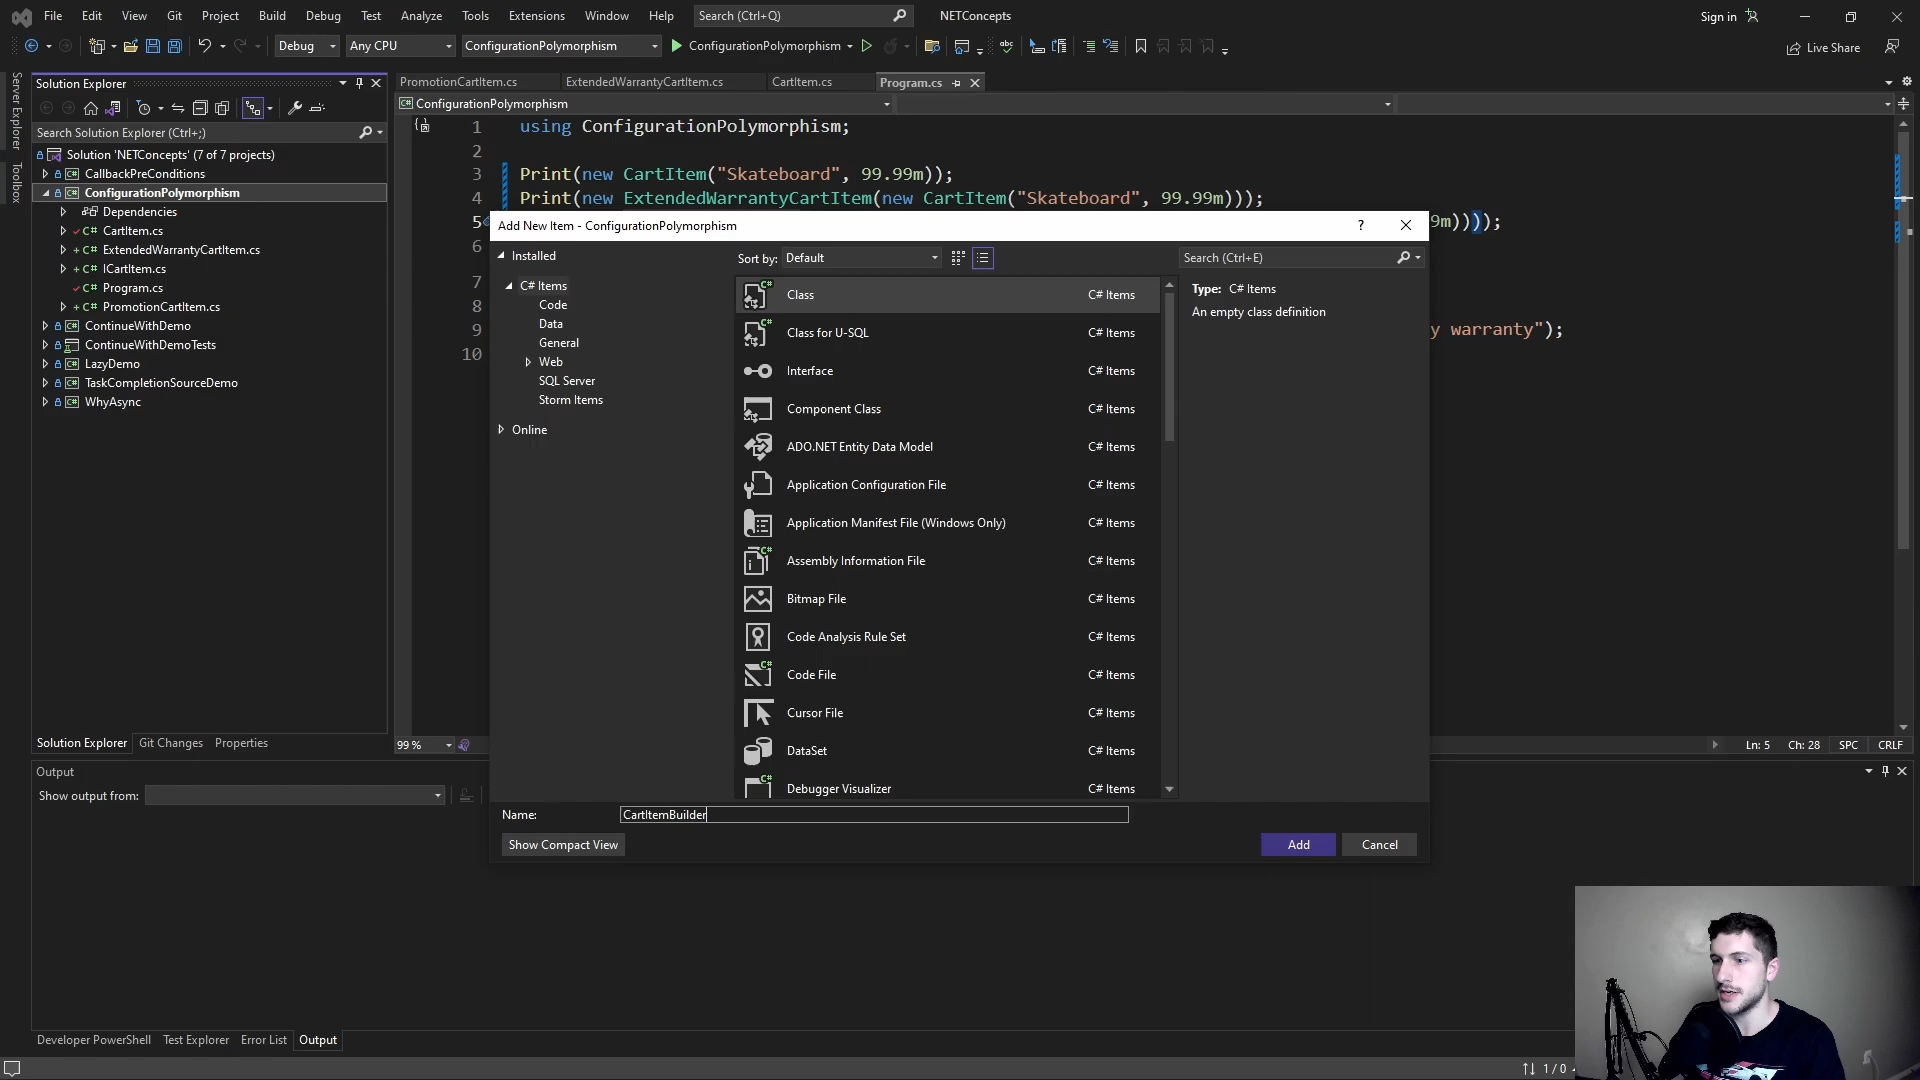 File Edit View Git Project Build Debug Test Analyze Tools Extensions Window Help Search (Ctrl+Q) NETConcepts Sign in
Debug Any CPU ConfigurationPolymorphism ConfigurationPolymorphism Live Share
Server Explorer
Toolbox
Solution Explorer
Search Solution Explorer (Ctrl+;)
Solution 'NETConcepts' (7 of 7 projects)
CallbackPreConditions
ConfigurationPolymorphism
Dependencies
C# CartItem.cs
C# ExtendedWarrantyCartItem.cs
C# ICartItem.cs
C# Program.cs
C# PromotionCartItem.cs
ContinueWithDemo
ContinueWithDemoTests
LazyDemo
TaskCompletionSourceDemo
WhyAsync
Solution Explorer Git Changes Properties
PromotionCartItem.cs ExtendedWarrantyCartItem.cs CartItem.cs Program.cs
C# ConfigurationPolymorphism
1 using ConfigurationPolymorphism;
2
3 Print(new CartItem("Skateboard", 99.99m));
4 Print(new ExtendedWarrantyCartItem(new CartItem("Skateboard", 99.99m)));
5 9m))));
6
7
8
9 y warranty");
10
99 % Ln: 5 Ch: 28 SPC CRLF
Add New Item - ConfigurationPolymorphism ?
Installed
C# Items
Code
Data
General
Web
SQL Server
Storm Items
Online
Sort by: Default
Search (Ctrl+E)
Class C# Items
Class for U-SQL C# Items
Interface C# Items
Component Class C# Items
ADO.NET Entity Data Model C# Items
Application Configuration File C# Items
Application Manifest File (Windows Only) C# Items
Assembly Information File C# Items
Bitmap File C# Items
Code Analysis Rule Set C# Items
Code File C# Items
Cursor File C# Items
DataSet C# Items
Debugger Visualizer C# Items
Type: C# Items
An empty class definition
Name: CartItemBuilder
Show Compact View Add Cancel
Output
Show output from:
Developer PowerShell Test Explorer Error List Output
1 / 0